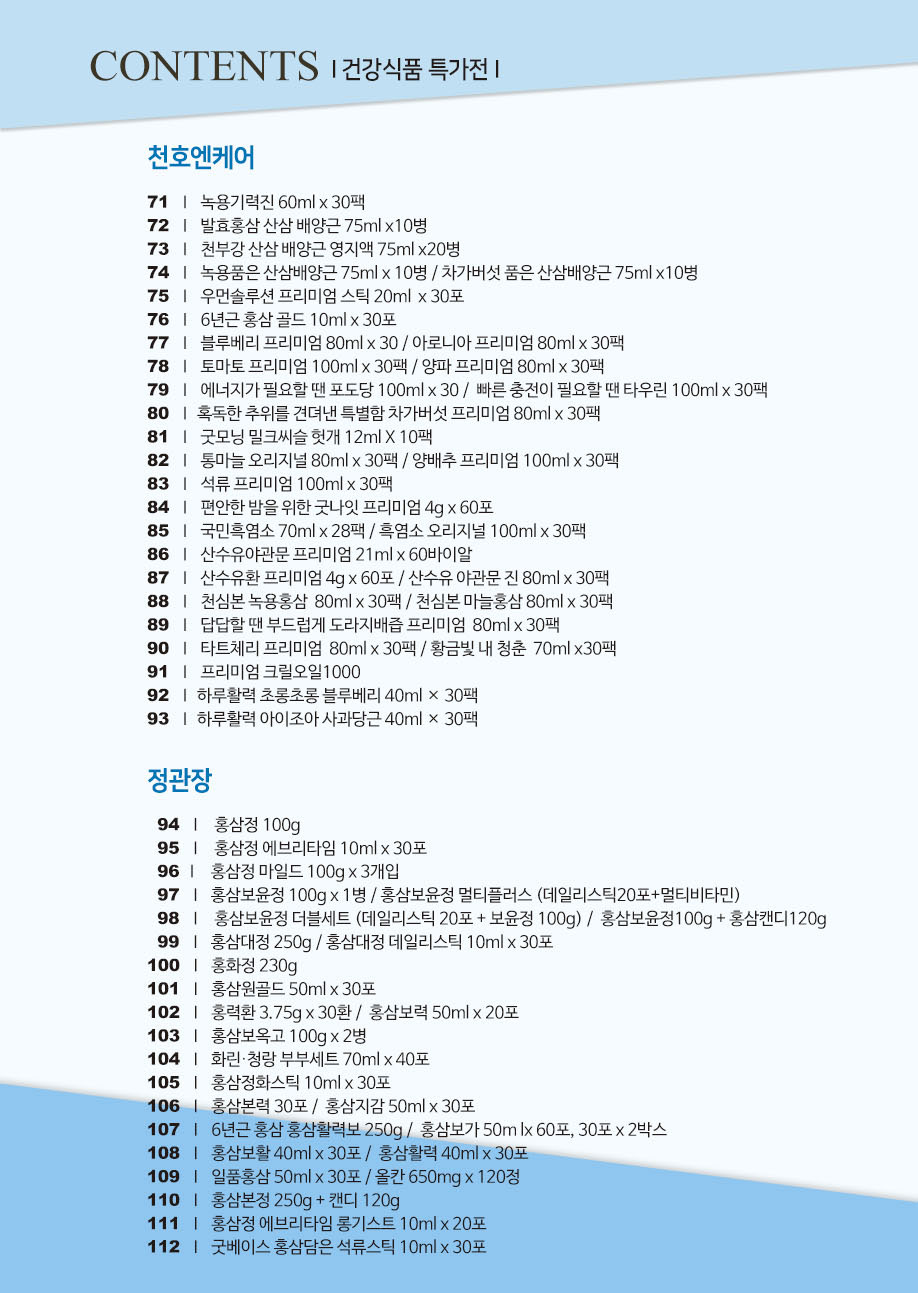 CONTENTS I 건강식품 특가전 I
천호엔케어
71 I 녹용기력진 60ml x 30팩
72 I 발효홍삼 산삼 배양근 75ml x10병
73 I 천부강 산삼 배양근 영지액 75ml x20병
74 I 녹용품은 산삼배양근 75ml x 10병 / 차가버섯 품은 산삼배양근 75ml x10병
75 I 우먼솔루션 프리미엄 스틱 20ml x 30포
76 I 6년근 홍삼 골드 10ml x 30포
77 I 블루베리 프리미엄 80ml x 30 / 아로니아 프리미엄 80ml x 30팩
78 I 토마토 프리미엄 100ml x 30팩 / 양파 프리미엄 80ml x 30팩
79 I 에너지가 필요할 땐 포도당 100ml x 30 / 빠른 충전이 필요할 땐 타우린 100ml x 30팩
80 I 혹독한 추위를 견뎌낸 특별함 차가버섯 프리미엄 80ml x 30팩
81 I 굿모닝 밀크씨슬 헛개 12ml X 10팩
82 I 통마늘 오리지널 80ml x 30팩 / 양배추 프리미엄 100ml x 30팩
83 I 석류 프리미엄 100ml x 30팩
84 I 편안한 밤을 위한 굿나잇 프리미엄 4g x 60포
85 I 국민흑염소 70ml x 28팩 / 흑염소 오리지널 100ml x 30팩
86 I 산수유야관문 프리미엄 21ml x 60바이알
87 I 산수유환 프리미엄 4g x 60포 / 산수유 야관문 진 80ml x 30팩
88 I 천심본 녹용홍삼 80ml x 30팩 / 천심본 마늘홍삼 80ml x 30팩
89 I 답답할 땐 부드럽게 도라지배즙 프리미엄 80ml x 30팩
90 I 타트체리 프리미엄 80ml x 30팩 / 황금빛 내 청춘 70ml x30팩
91 I 프리미엄 크릴오일1000
92 I 하루활력 초롱초롱 블루베리 40ml × 30팩
93 I 하루활력 아이조아 사과당근 40ml × 30팩
정관장
94 I 홍삼정 100g
95 I 홍삼정 에브리타임 10ml x 30포
96 I 홍삼정 마일드 100g x 3개입
97 I 홍삼보윤정 100g x 1병 / 홍삼보윤정 멀티플러스 (데일리스틱20포+멀티비타민)
98 I 홍삼보윤정 더블세트 (데일리스틱 20포 + 보윤정 100g) / 홍삼보윤정100g + 홍삼캔디120g
99 I 홍삼대정 250g / 홍삼대정 데일리스틱 10ml x 30포
100 I 홍화정 230g
101 I 홍삼원골드 50ml x 30포
102 I 홍력환 3.75g x 30환 / 홍삼보력 50ml x 20포
103 I 홍삼보옥고 100g x 2병
104 I 화린·청랑 부부세트 70ml x 40포
105 I 홍삼정화스틱 10ml x 30포
106 I 홍삼본력 30포 / 홍삼지감 50ml x 30포
107 I 6년근 홍삼 홍삼활력보 250g / 홍삼보가 50m lx 60포, 30포 x 2박스
108 I 홍삼보활 40ml x 30포 / 홍삼활력 40ml x 30포
109 I 일품홍삼 50ml x 30포 / 올칸 650mg x 120정
110 I 홍삼본정 250g + 캔디 120g
111 I 홍삼정 에브리타임 롱기스트 10ml x 20포
112 I 굿베이스 홍삼담은 석류스틱 10ml x 30포